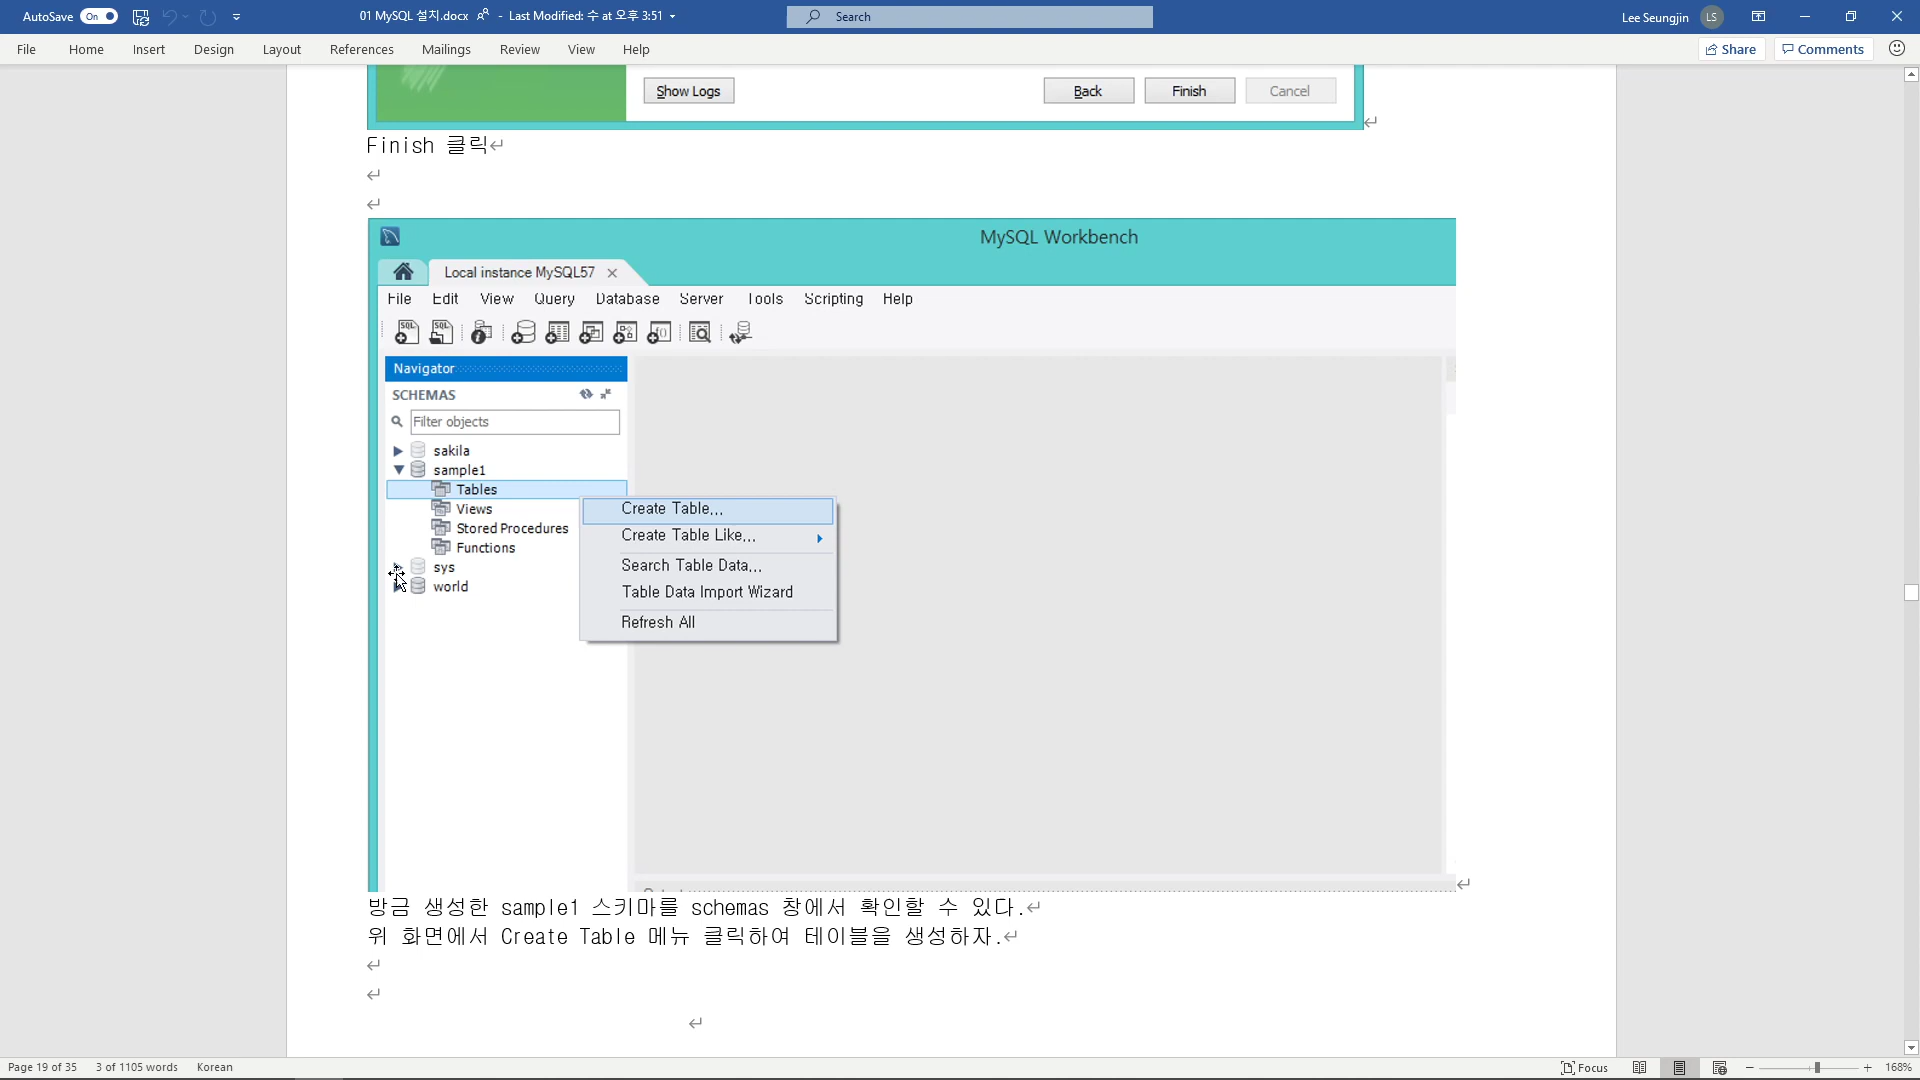 AutoSave On 01 MySQL 설치.docx - Last Modified: 수 at 오후 3:51 Search Lee Seungjin LS
File Home Insert Design Layout References Mailings Review View Help Share Comments
Show Logs Back Finish Cancel
Finish 클릭
MySQL Workbench
Local instance MySQL57
File Edit View Query Database Server Tools Scripting Help
Navigator
SCHEMAS
Filter objects
sakila
sample1
Tables
Views
Stored Procedures
Functions
sys
world
Create Table...
Create Table Like...
Search Table Data...
Table Data Import Wizard
Refresh All
방금 생성한 sample1 스키마를 schemas 창에서 확인할 수 있다.
위 화면에서 Create Table 메뉴 클릭하여 테이블을 생성하자.
Page 19 of 35 3 of 1105 words Korean Focus 168%